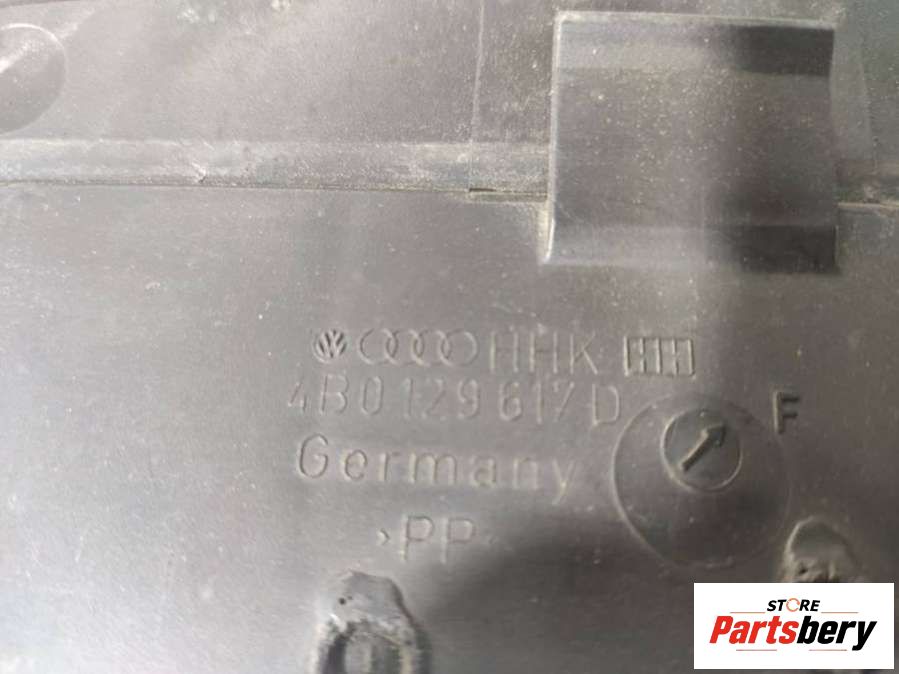 HHK
4B0 129 617 D
F
Germany
>PP<
STORE
Partsbery